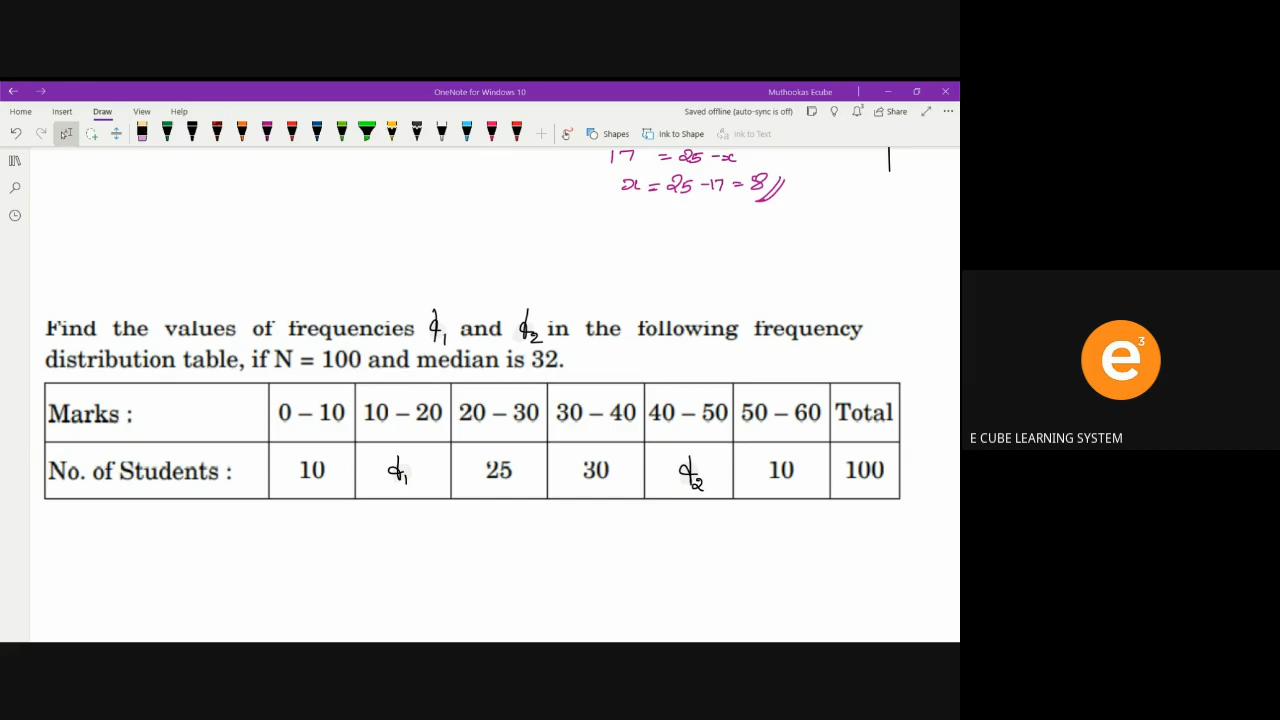 OneNote for Windows 10
Muthookas Ecube
Home Insert Draw View Help
Saved offline (auto-sync is off)
Share
Shapes
Ink to Shape
Ink to Text
17 = 25 - x
x = 25 - 17 = 8//
Find the values of frequencies f₁ and f₂ in the following frequency
distribution table, if N = 100 and median is 32.
Marks : 0 – 10 10 – 20 20 – 30 30 – 40 40 – 50 50 – 60 Total
No. of Students : 10 f₁ 25 30 f₂ 10 100
e³
E CUBE LEARNING SYSTEM